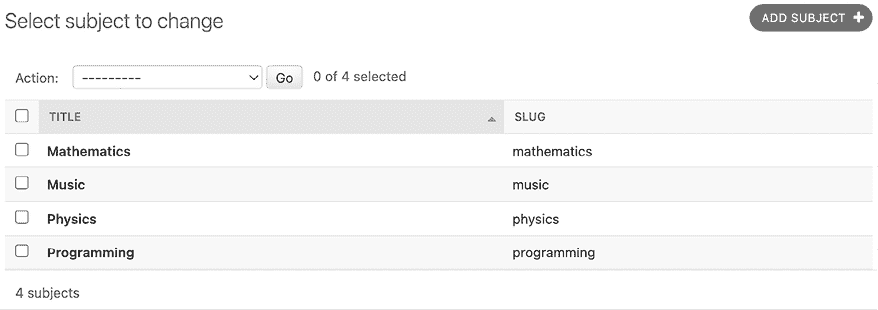 Select subject to change
ADD SUBJECT +
Action: --------- Go 0 of 4 selected
TITLE SLUG
Mathematics mathematics
Music music
Physics physics
Programming programming
4 subjects